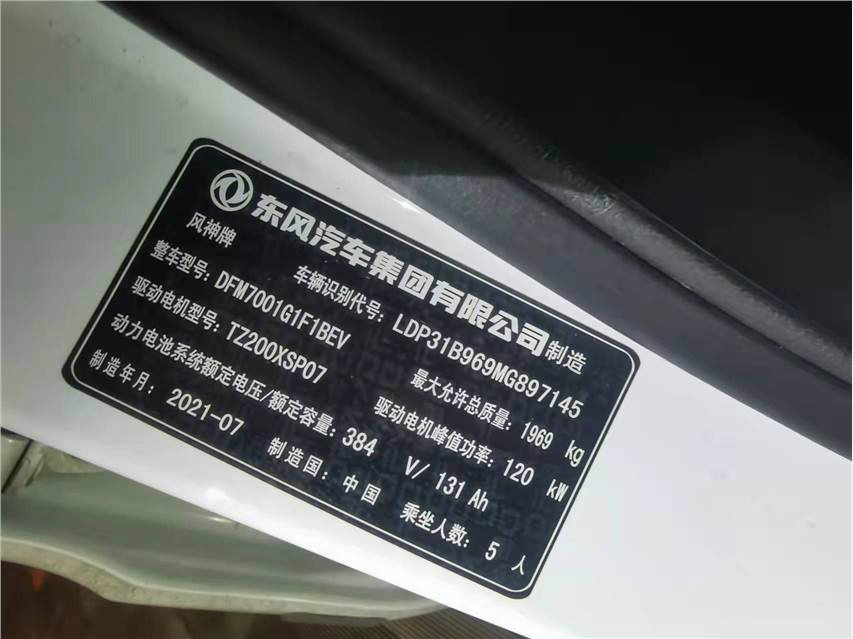 东风汽车集团有限公司制造
风神牌 车辆识别代号: LDP31B969MG897145
整车型号: DFM7001G1F1BEV 最大允许总质量: 1969 kg
驱动电机型号: TZ200XSP07 驱动电机峰值功率: 120 kW
动力电池系统额定电压/额定容量: 384 V/ 131 Ah
制造年月: 2021-07 制造国: 中国 乘坐人数: 5 人